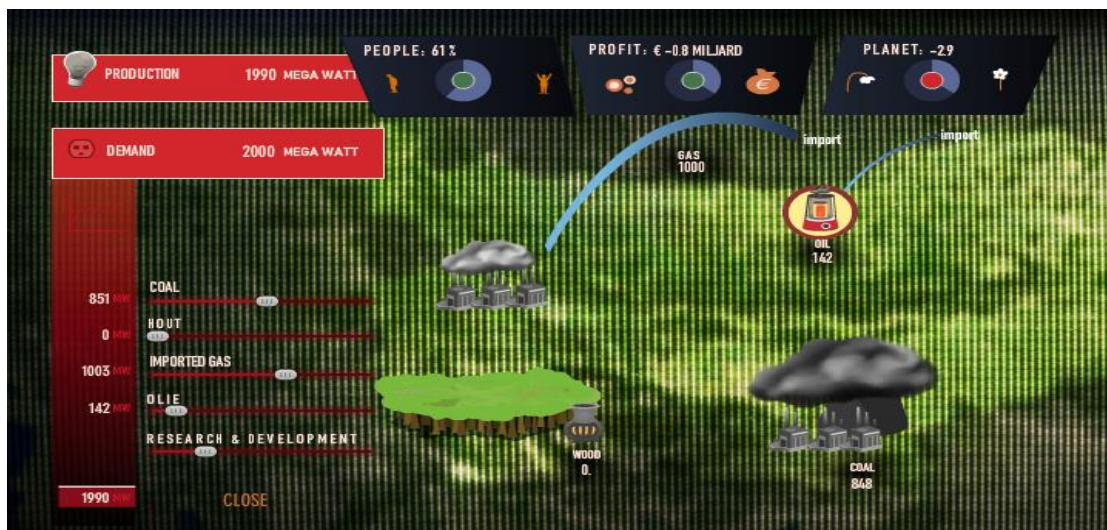 PEOPLE: 61%
PROFIT: € -0.8 MILJARD
PLANET: -2.9
PRODUCTION 1990 MEGA WATT
€
DEMAND 2000 MEGA WATT
import
import
GAS
1000
OIL
142
COAL
851 MW
HOUT
0 MW
IMPORTED GAS
1003 MW
OLIE
142 MW
RESEARCH & DEVELOPMENT
WOOD
0.
COAL
848
1990 MW
CLOSE